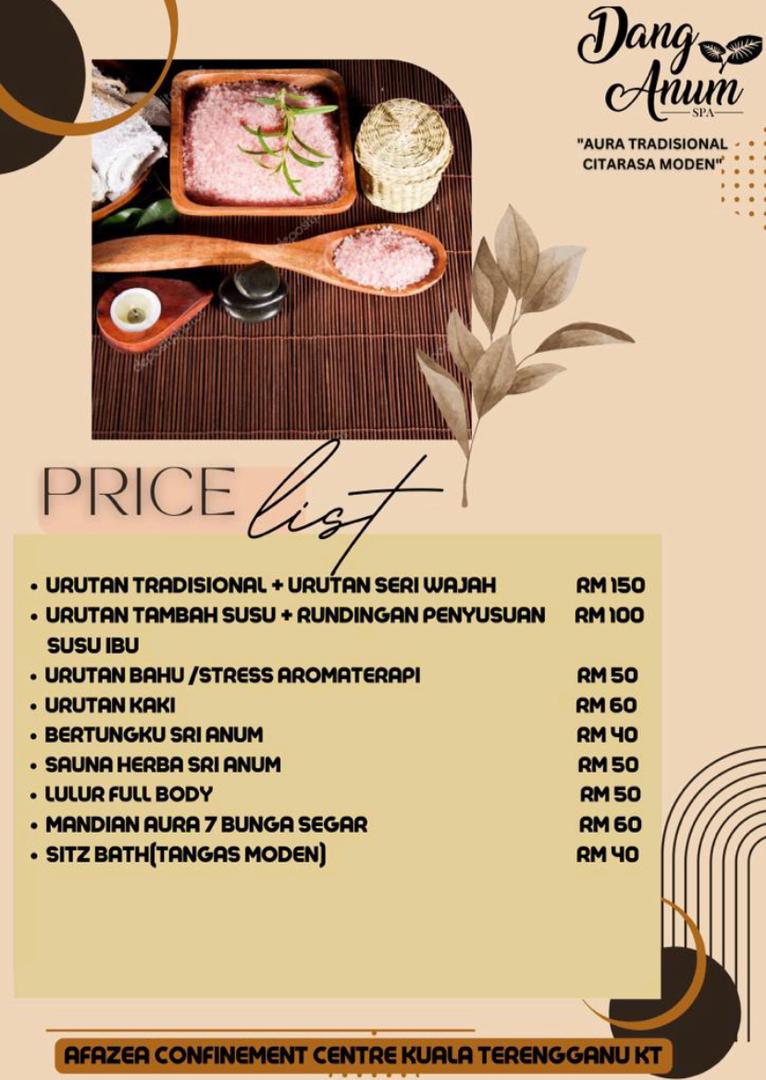 Dang
Anum
SPA
"AURA TRADISIONAL
CITARASA MODEN"
PRICE list
• URUTAN TRADISIONAL + URUTAN SERI WAJAH RM 150
• URUTAN TAMBAH SUSU + RUNDINGAN PENYUSUAN RM 100
SUSU IBU
• URUTAN BAHU /STRESS AROMATERAPI RM 50
• URUTAN KAKI RM 60
• BERTUNGKU SRI ANUM RM 40
• SAUNA HERBA SRI ANUM RM 50
• LULUR FULL BODY RM 50
• MANDIAN AURA 7 BUNGA SEGAR RM 60
• SITZ BATH(TANGAS MODEN) RM 40
AFAZEA CONFINEMENT CENTRE KUALA TERENGGANU KT